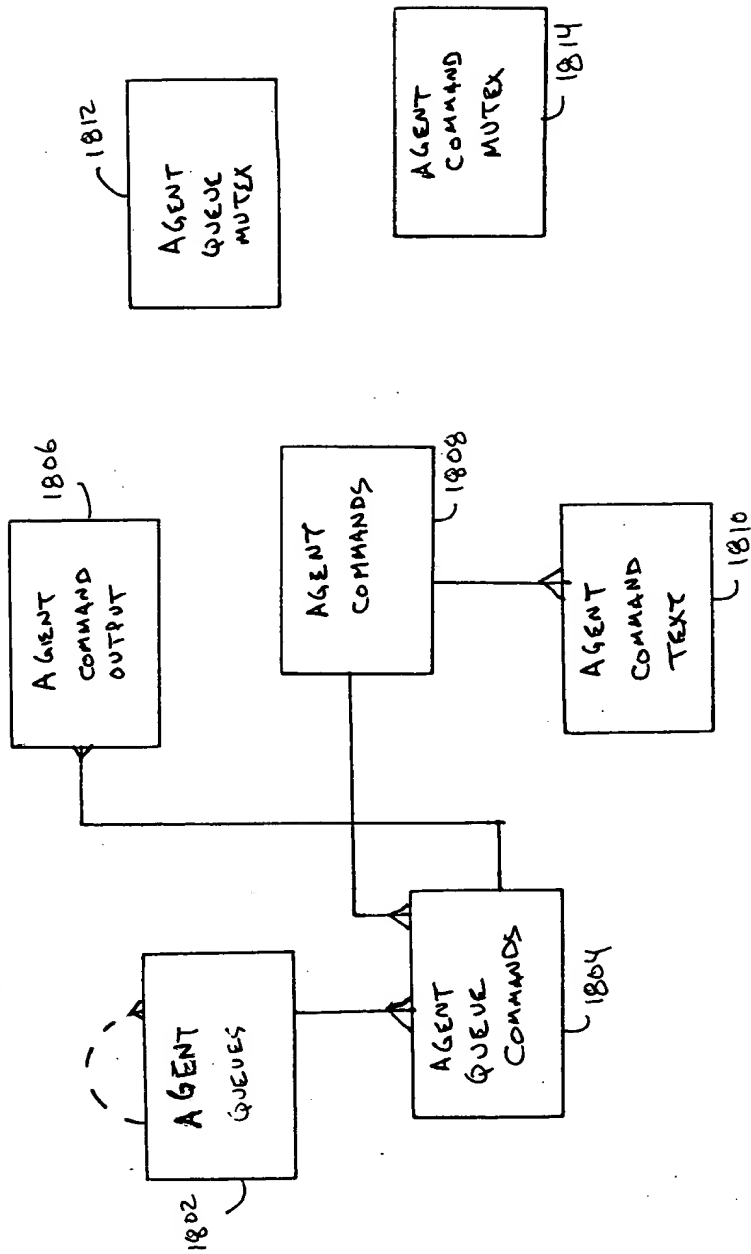 1802
AGENT
QUEUES
AGENT
QUEUE
COMMANDS
1804
AGENT
COMMAND
OUTPUT
1806
AGENT
COMMANDS
1808
AGENT
COMMAND
TEXT
1810
AGENT
QUEUE
MUTEX
1812
AGENT
COMMAND
MUTEX
1814